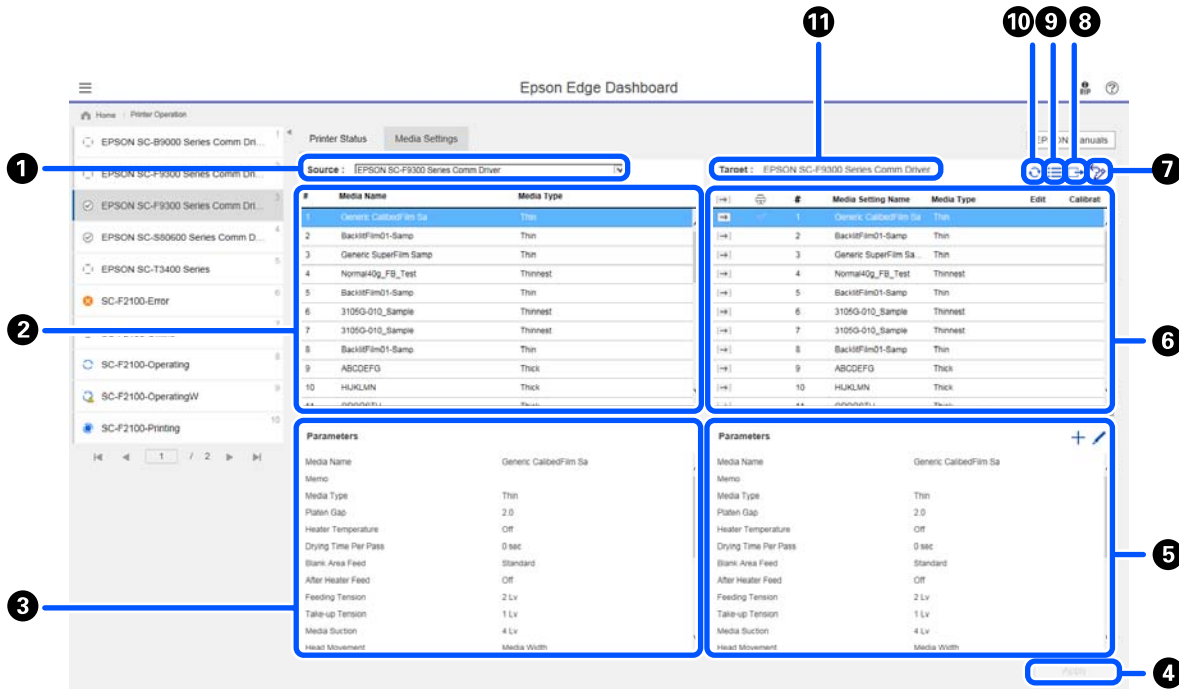 11
10 9 8
Epson Edge Dashboard
RIP
Home | Printer Operation
EPSON SC-B9000 Series Comm Dri... 1
Printer Status Media Settings
1
Source : EPSON SC-F9300 Series Comm Driver
Target : EPSON SC-F9300 Series Comm Driver
7
EPSON SC-F9300 Series Comm Dri... 3
EPSON SC-S80600 Series Comm D... 4
EPSON SC-T3400 Series 5
SC-F2100-Error 6
SC-F2100-Operating 8
SC-F2100-OperatingW 9
SC-F2100-Printing 10
1 / 2
2
# Media Name Media Type
1 Generic CalibedFilm Sa Thin
2 BacklitFilm01-Samp Thin
3 Generic SuperFilm Samp Thin
4 Normal40g_FB_Test Thinnest
5 BacklitFilm01-Samp Thin
6 3105G-010_Sample Thinnest
7 3105G-010_Sample Thinnest
8 BacklitFilm01-Samp Thin
9 ABCDEFG Thick
10 HIJKLMN Thick
# Media Setting Name Media Type Edit Calibrat
1 Generic CalibedFilm Sa Thin
2 BacklitFilm01-Samp Thin
3 Generic SuperFilm Sa... Thin
4 Normal40g_FB_Test Thinnest
5 BacklitFilm01-Samp Thin
6 3105G-010_Sample Thinnest
7 3105G-010_Sample Thinnest
8 BacklitFilm01-Samp Thin
9 ABCDEFG Thick
10 HIJKLMN Thick
6
3
Parameters
Media Name Generic CalibedFilm Sa
Memo
Media Type Thin
Platen Gap 2.0
Heater Temperature Off
Drying Time Per Pass 0 sec
Blank Area Feed Standard
After Heater Feed Off
Feeding Tension 2 Lv
Take-up Tension 1 Lv
Media Suction 4 Lv
Head Movement Media Width
Parameters
Media Name Generic CalibedFilm Sa
Memo
Media Type Thin
Platen Gap 2.0
Heater Temperature Off
Drying Time Per Pass 0 sec
Blank Area Feed Standard
After Heater Feed Off
Feeding Tension 2 Lv
Take-up Tension 1 Lv
Media Suction 4 Lv
Head Movement Media Width
5
Apply
4